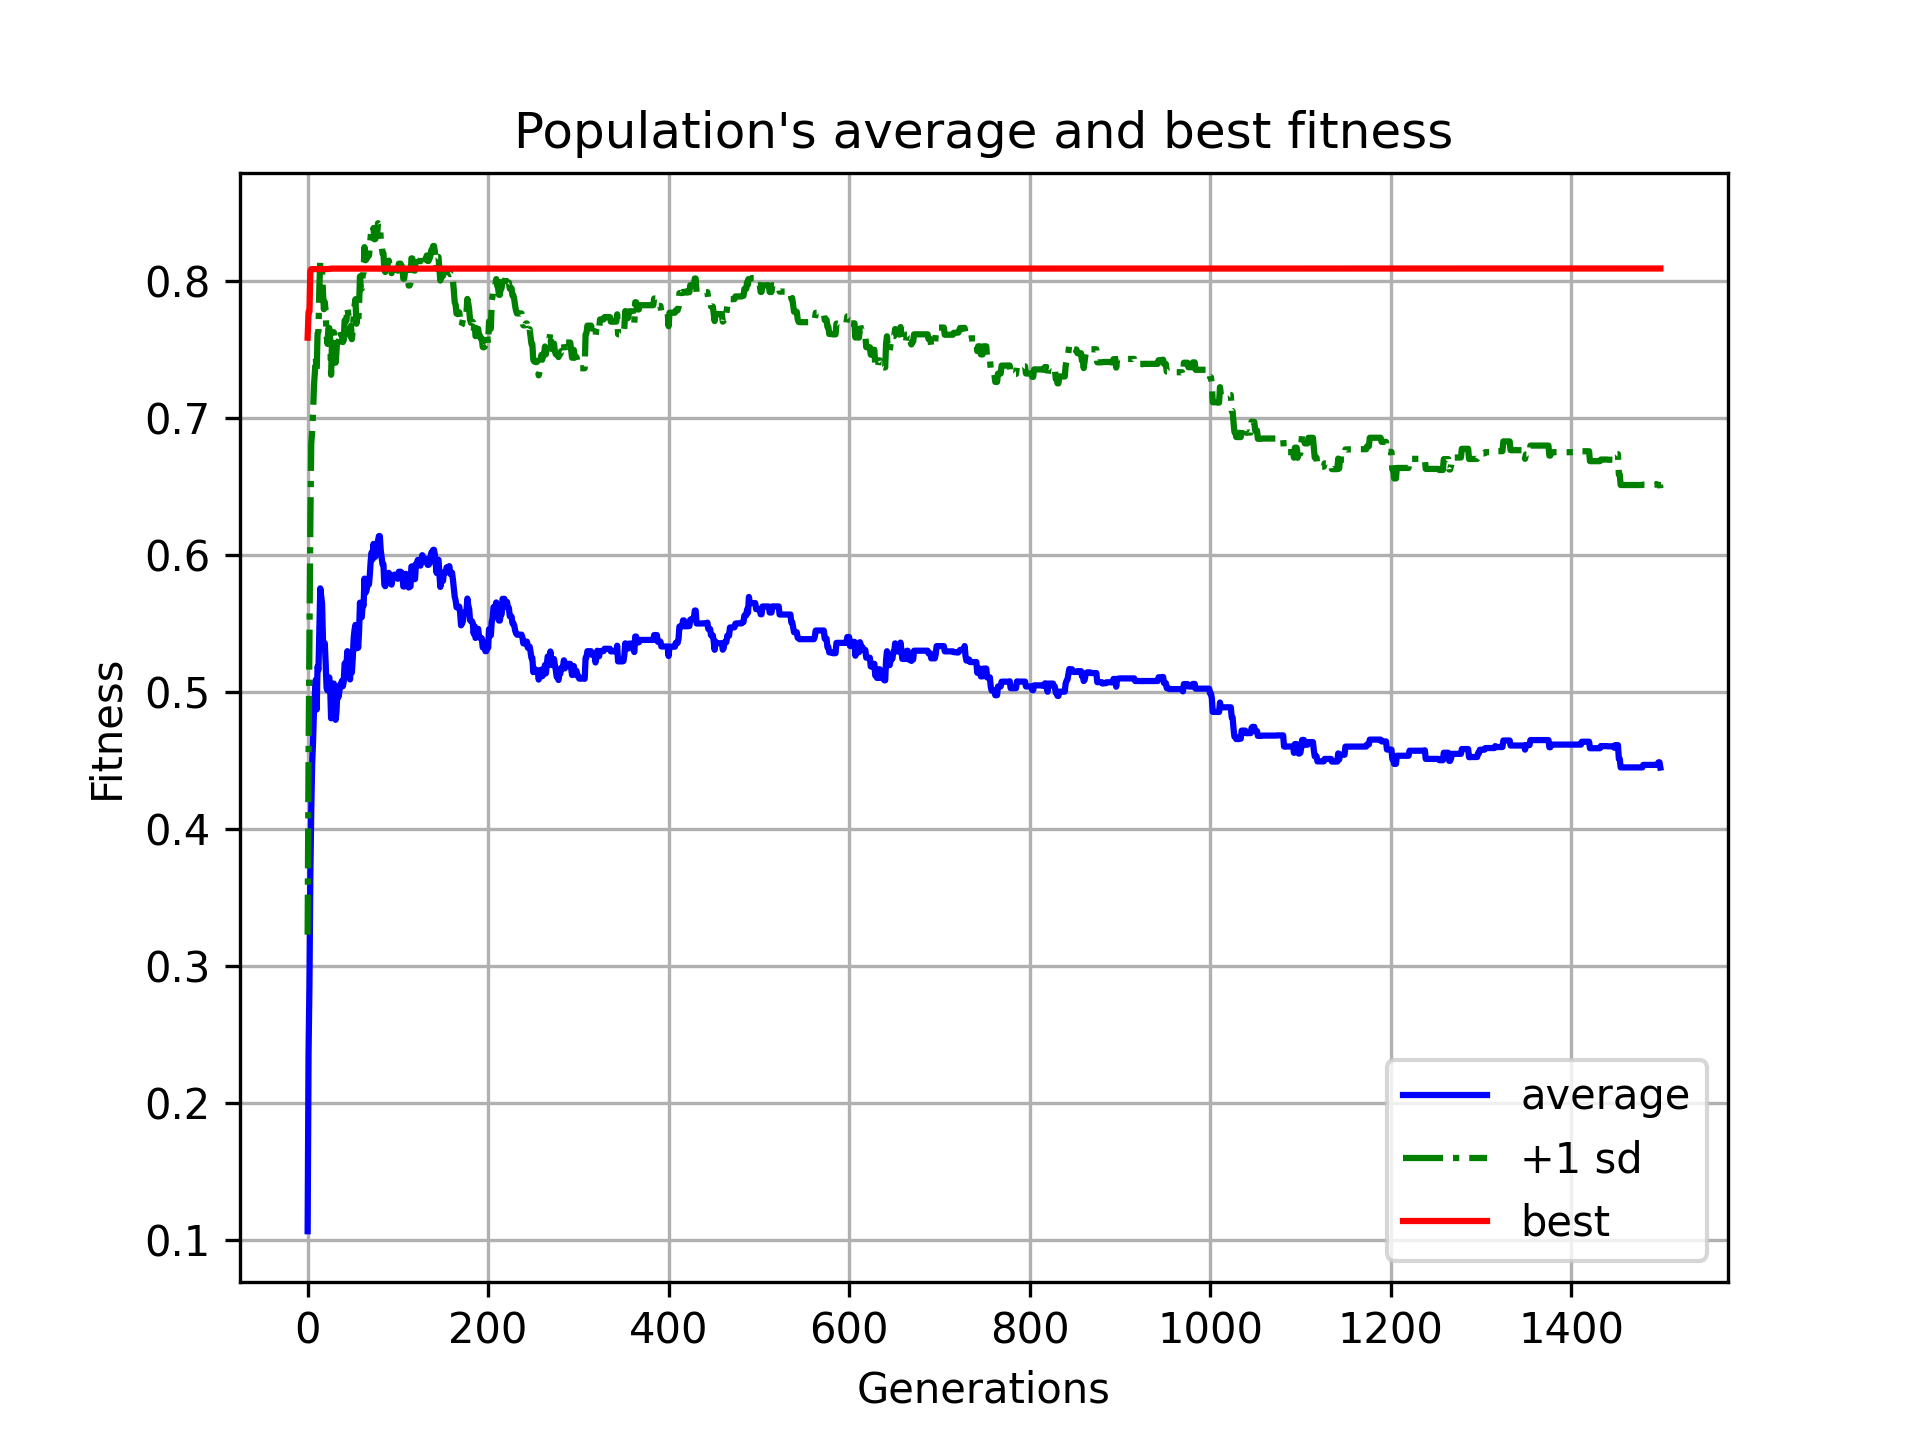 Population's average and best fitness
Fitness
0.8
0.7
0.6
0.5
0.4
0.3
0.2
0.1
0 200 400 600 800 1000 1200 1400
Generations
average
+1 sd
best